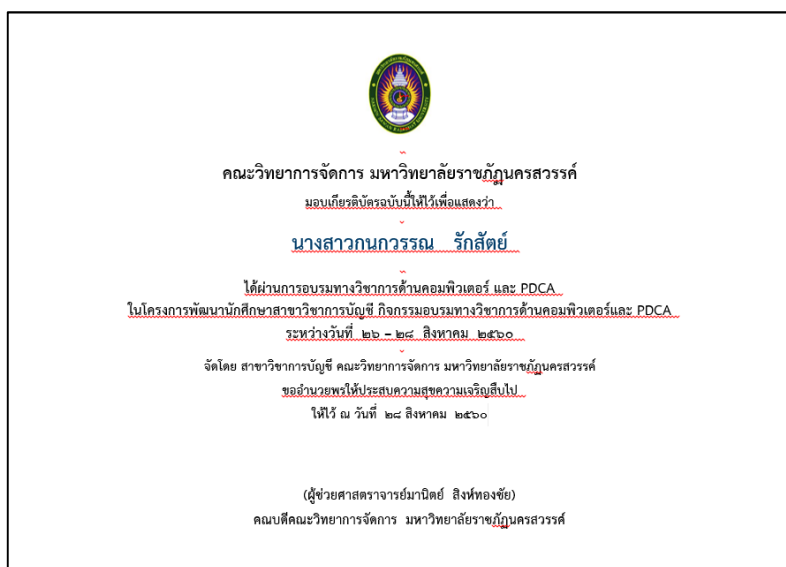 คณะวิทยาการจัดการ มหาวิทยาลัยราชภัฏนครสวรรค์
มอบเกียรติบัตรฉบับนี้ให้ไว้เพื่อแสดงว่า
นางสาวกนกวรรณ รักสัตย์
ได้ผ่านการอบรมทางวิชาการด้านคอมพิวเตอร์ และ PDCA
ในโครงการพัฒนานักศึกษาสาขาวิชาการบัญชี กิจกรรมอบรมทางวิชาการด้านคอมพิวเตอร์และ PDCA
ระหว่างวันที่ ๒๖ – ๒๘ สิงหาคม ๒๕๖๐
จัดโดย สาขาวิชาการบัญชี คณะวิทยาการจัดการ มหาวิทยาลัยราชภัฏนครสวรรค์
ขออำนวยพรให้ประสบความสุขความเจริญสืบไป
ให้ไว้ ณ วันที่ ๒๘ สิงหาคม ๒๕๖๐
(ผู้ช่วยศาสตราจารย์มานิตย์ สิงห์ทองชัย)
คณบดีคณะวิทยาการจัดการ มหาวิทยาลัยราชภัฏนครสวรรค์